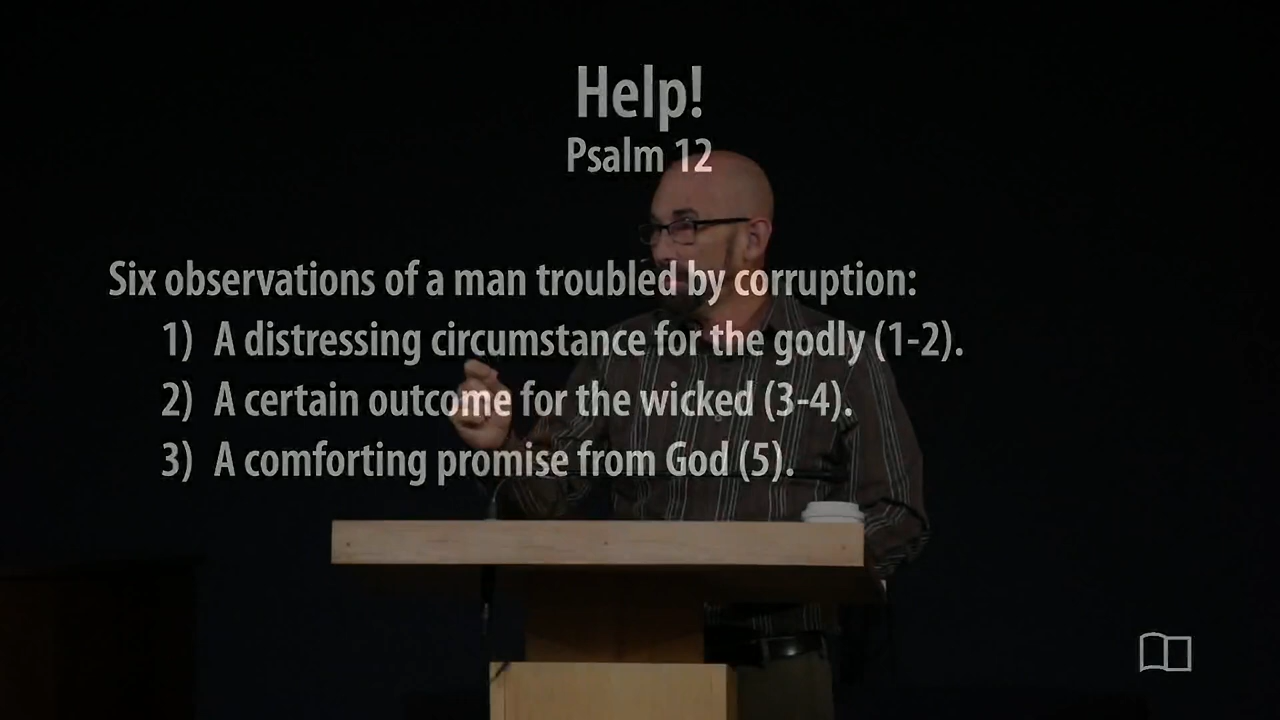 Help!
Psalm 12
Six observations of a man troubled by corruption:
1) A distressing circumstance for the godly (1-2).
2) A certain outcome for the wicked (3-4).
3) A comforting promise from God (5).